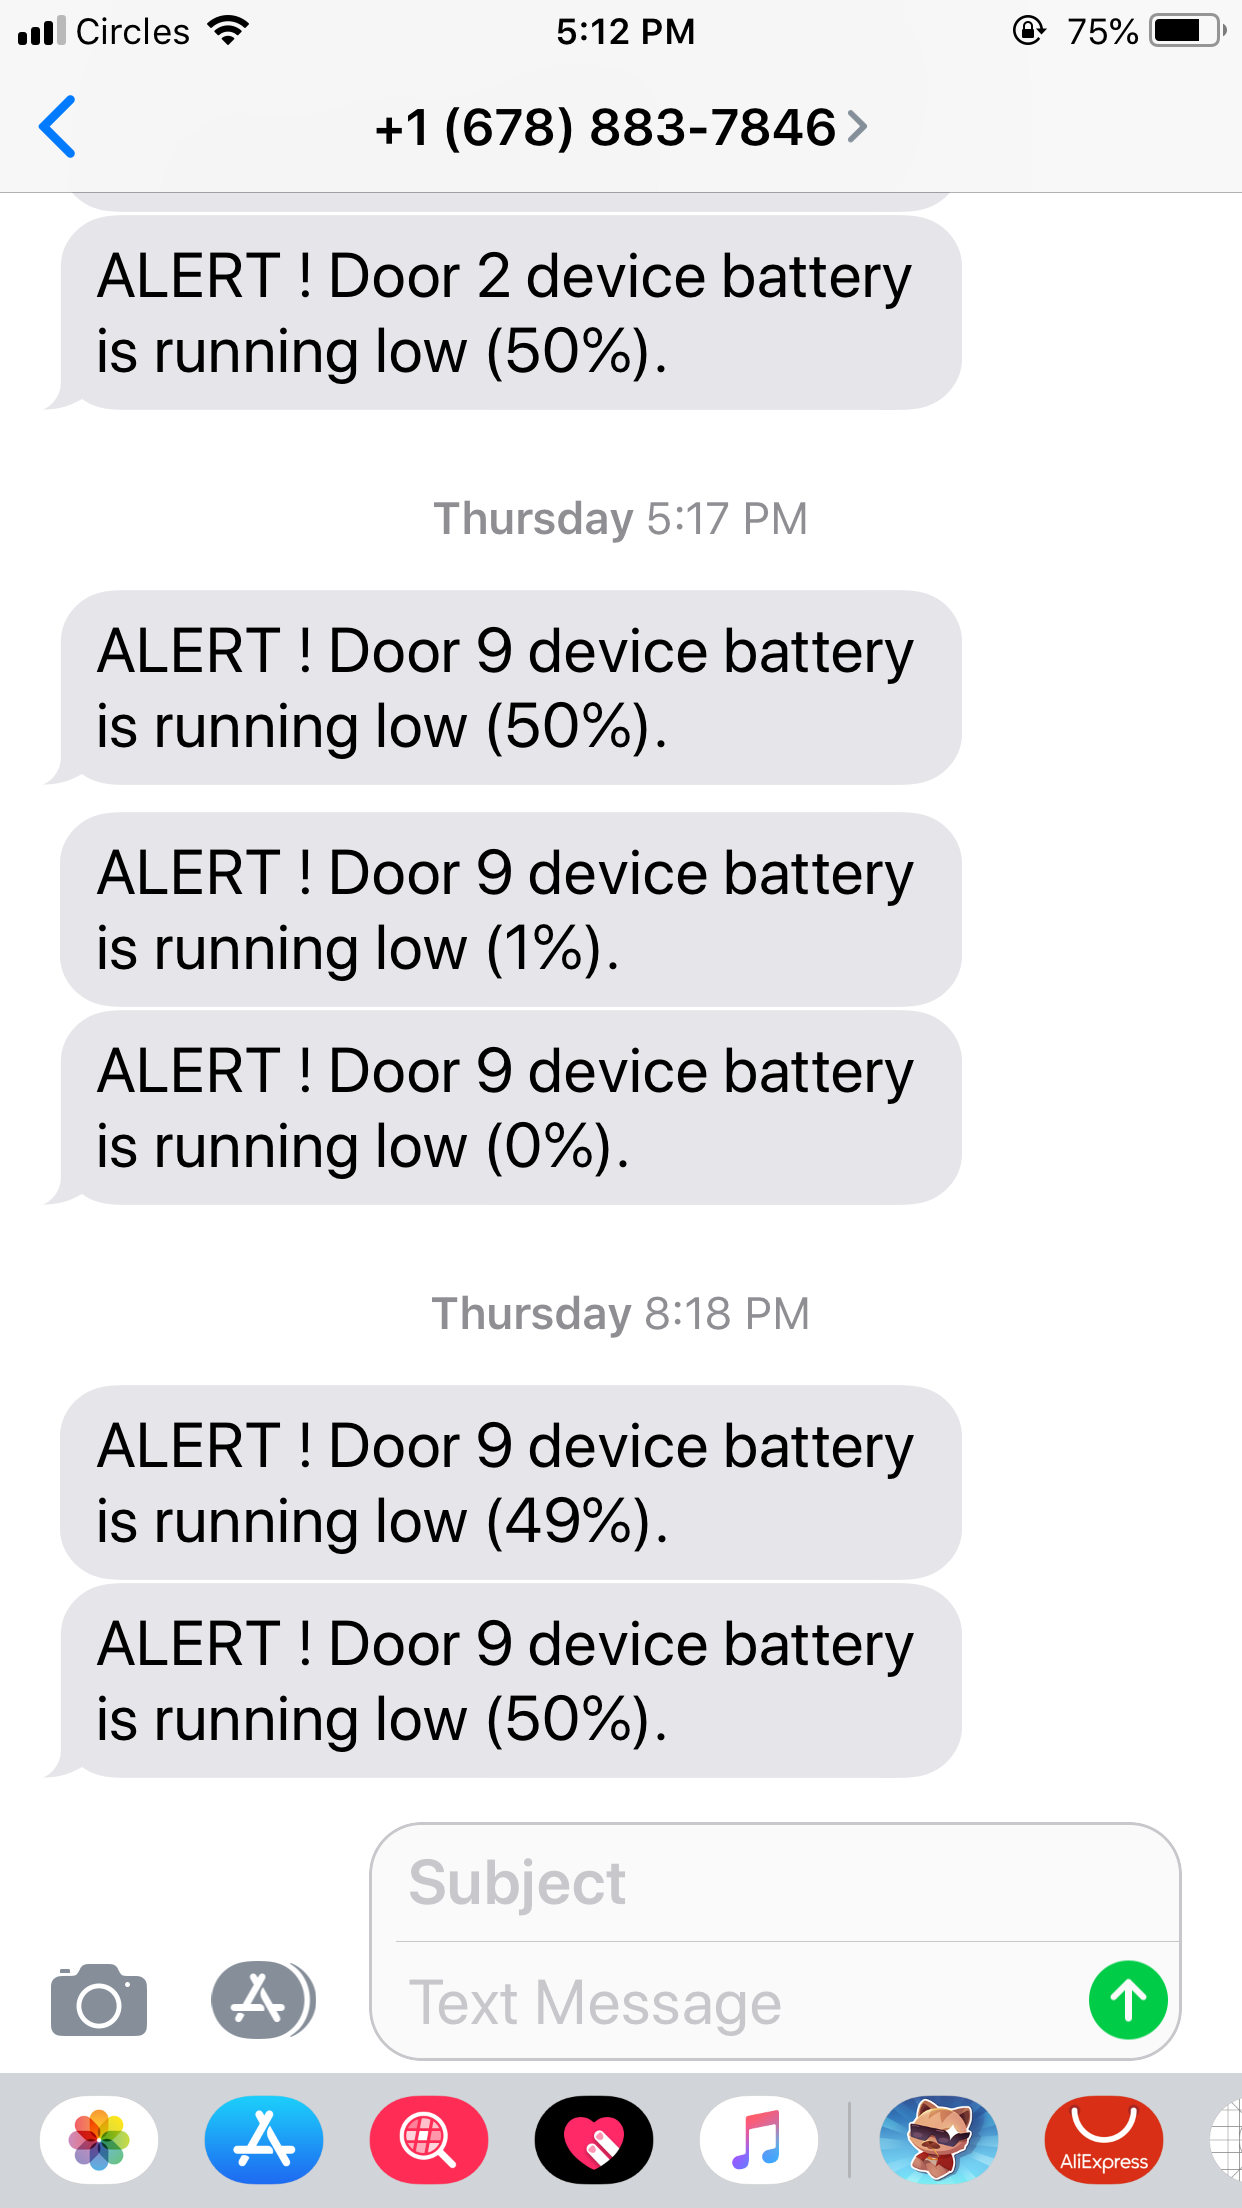 Circles 5:12 PM 75%
+1 (678) 883-7846
ALERT ! Door 2 device battery
is running low (50%).
Thursday 5:17 PM
ALERT ! Door 9 device battery
is running low (50%).
ALERT ! Door 9 device battery
is running low (1%).
ALERT ! Door 9 device battery
is running low (0%).
Thursday 8:18 PM
ALERT ! Door 9 device battery
is running low (49%).
ALERT ! Door 9 device battery
is running low (50%).
Subject
Text Message
AliExpress